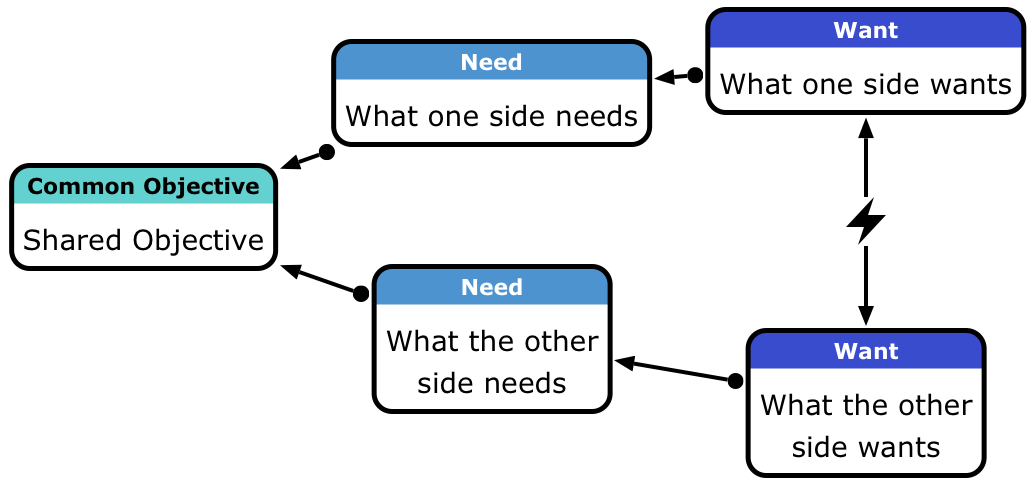 Want
What one side wants
Need
What one side needs
Common Objective
Shared Objective
Need
What the other
side needs
Want
What the other
side wants